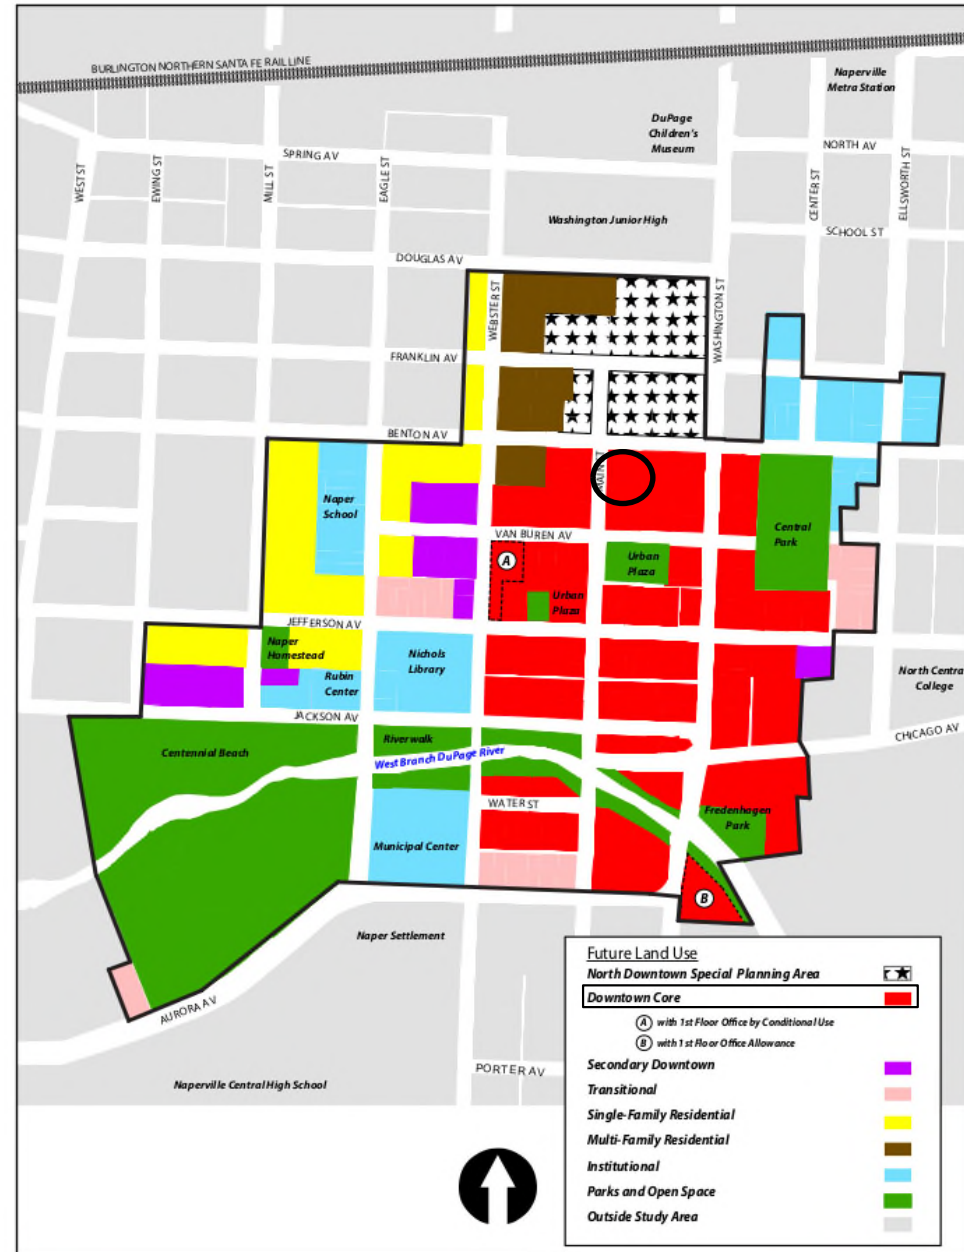 BURLINGTON NORTHERN SANTA FE RAIL LINE
Naperville
Metra Station
DuPage
Children's
Museum
NORTH AV
SPRING AV
WEST ST
EWING ST
MILL ST
EAGLE ST
CENTER ST
ELLSWORTH ST
Washington Junior High
SCHOOL ST
DOUGLAS AV
WEBSTER ST
WASHINGTON ST
FRANKLIN AV
BENTON AV
MAIN ST
Naper
School
Central
Park
VAN BUREN AV
A
Urban
Plaza
Urban
Plaza
JEFFERSON AV
Naper
Homestead
Nichols
Library
Rubin
Center
North Centra
College
JACKSON AV
CHICAGO AV
Centennial Beach
Riverwalk
West Branch DuPage River
WATER ST
Fredenhagen
Park
Municipal Center
B
Naper Settlement
AURORA AV
PORTER AV
Naperville Central High School
Future Land Use
North Downtown Special Planning Area
Downtown Core
A with 1st Floor Office by Conditional Use
B with 1st Floor Office Allowance
Secondary Downtown
Transitional
Single-Family Residential
Multi-Family Residential
Institutional
Parks and Open Space
Outside Study Area